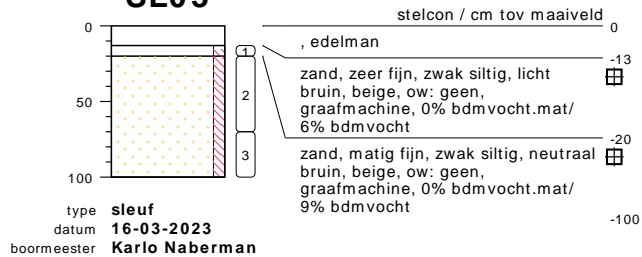 SL05
stelcon / cm tov maaiveld
0
0
, edelman
-13
1
zand, zeer fijn, zwak siltig, licht
bruin, beige, ow: geen,
graafmachine, 0% bdmvocht.mat/
6% bdmvocht
50
2
-20
3
zand, matig fijn, zwak siltig, neutraal
bruin, beige, ow: geen,
graafmachine, 0% bdmvocht.mat/
9% bdmvocht
100
-100
type sleuf
datum 16-03-2023
boormeester Karlo Naberman